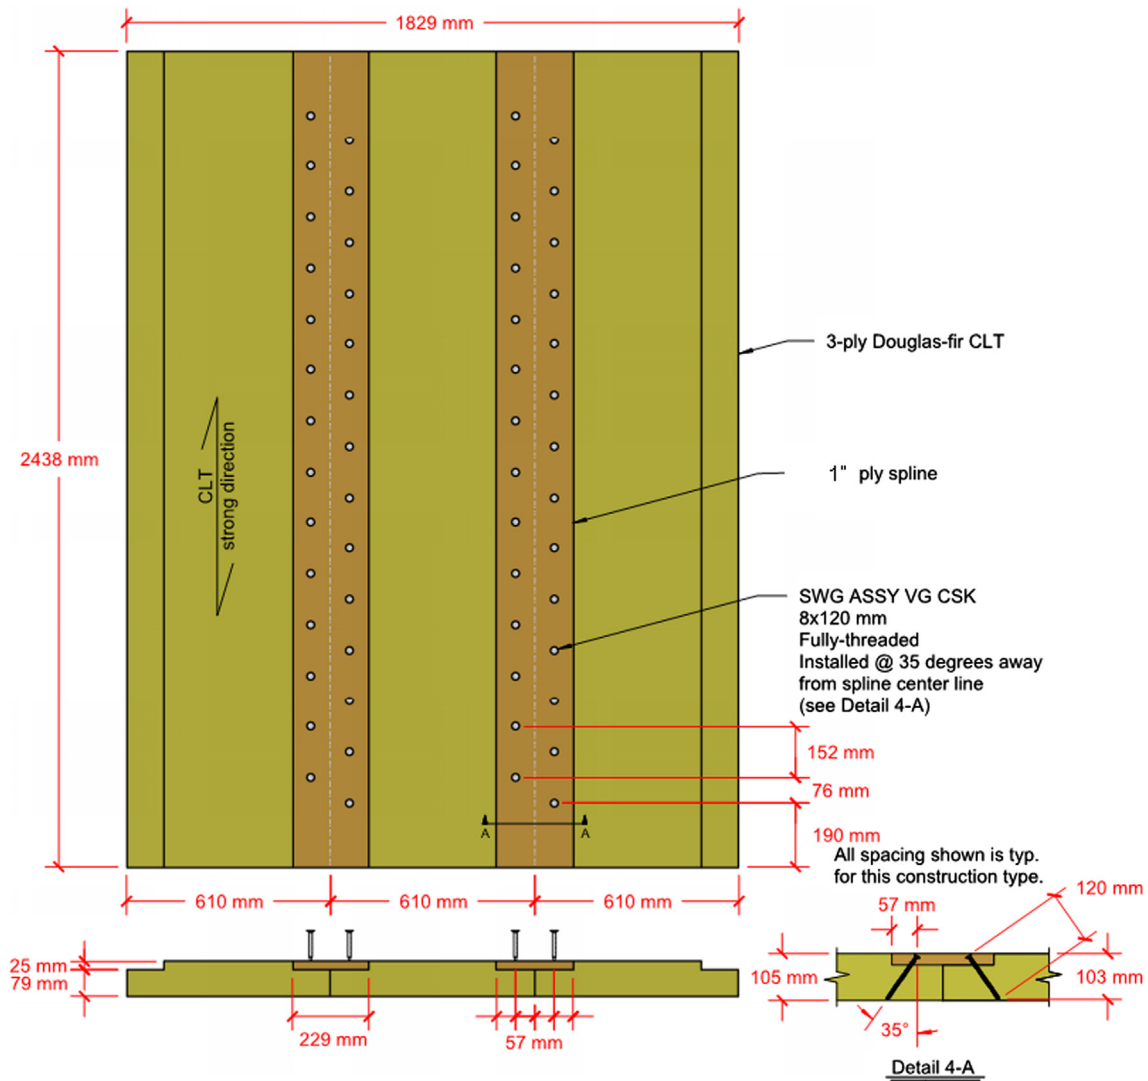 1829 mm
3-ply Douglas-fir CLT
2438 mm
CLT
strong direction
1" ply spline
SWG ASSY VG CSK
8x120 mm
Fully-threaded
Installed @ 35 degrees away
from spline center line
(see Detail 4-A)
152 mm
76 mm
A
A
190 mm
All spacing shown is typ.
for this construction type.
610 mm
610 mm
610 mm
120 mm
57 mm
25 mm
79 mm
105 mm
103 mm
229 mm
57 mm
35°
Detail 4-A